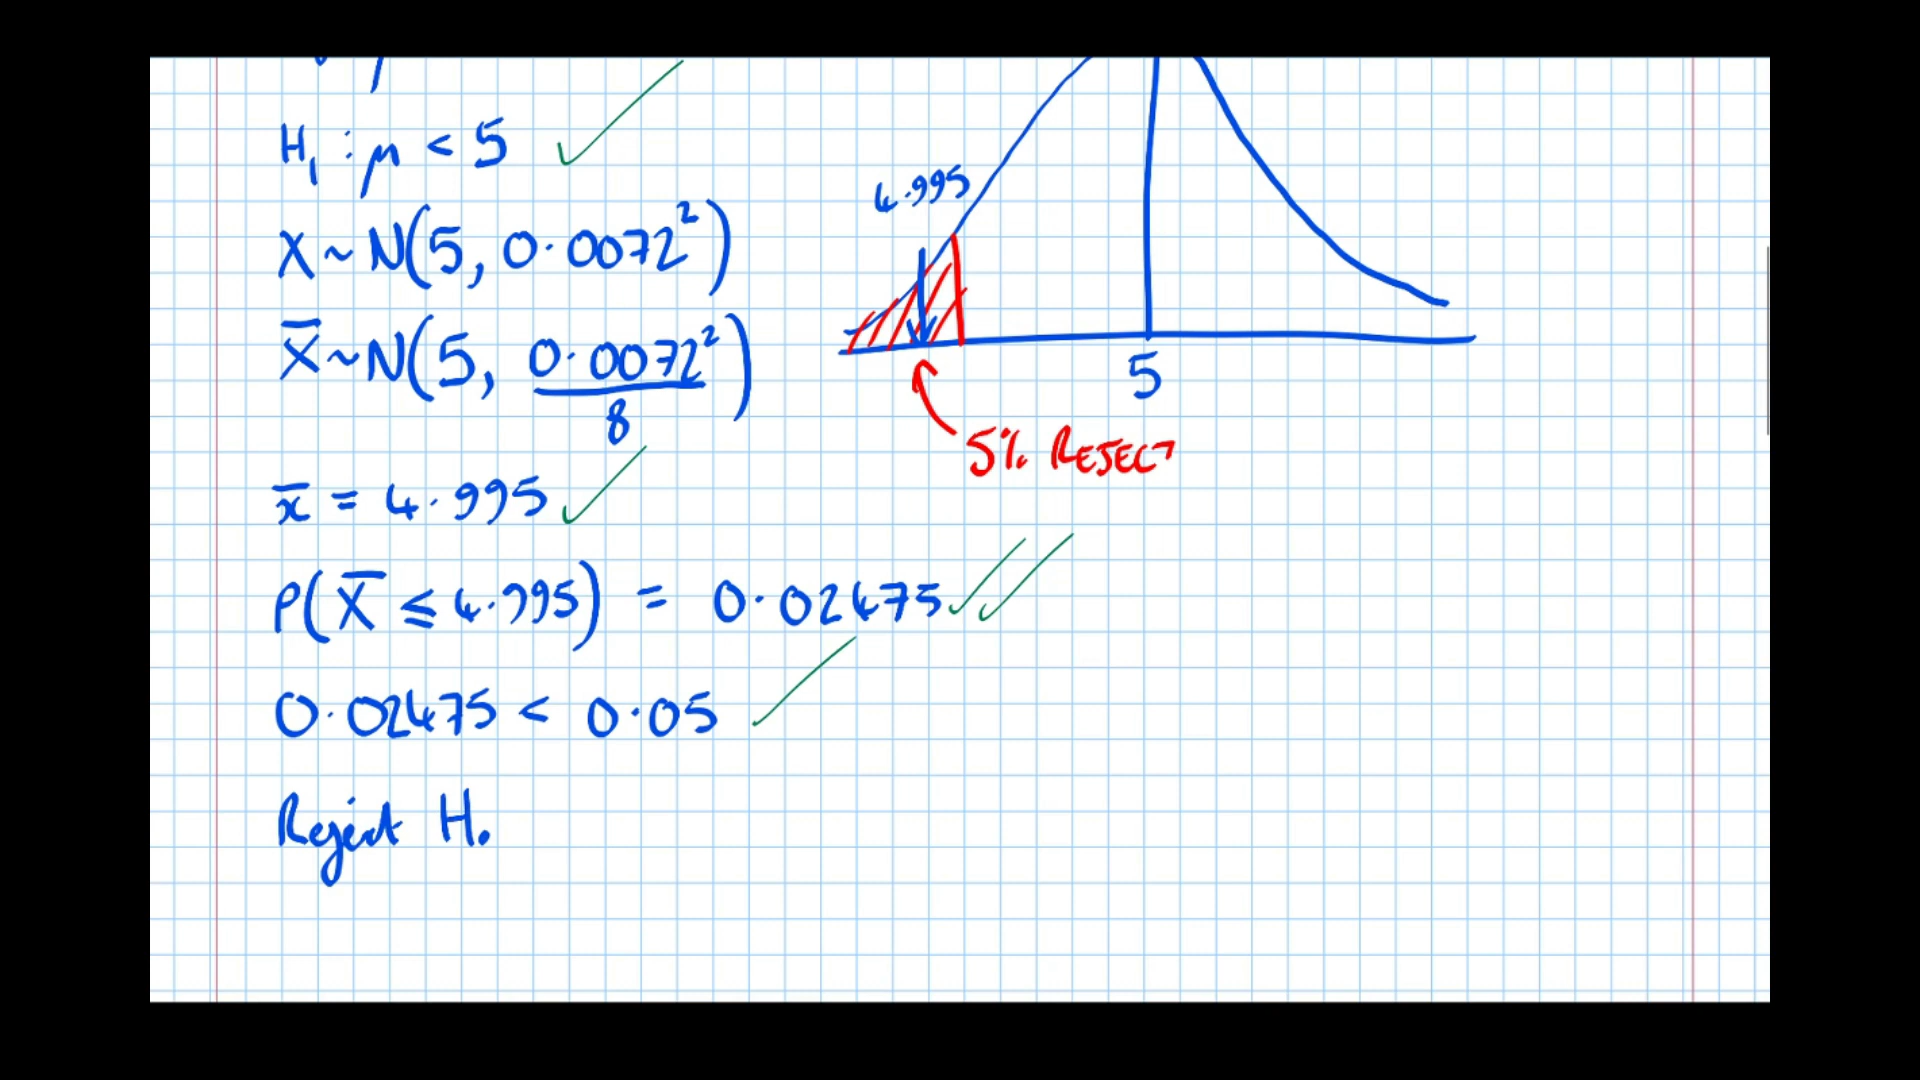 H₁ : μ < 5
X ~ N(5, 0.0072²)
X̄ ~ N(5, 0.0072²/8)
x̄ = 4.995
P(X̄ ≤ 4.995) = 0.02475
0.02475 < 0.05
Reject H₀
4.995
5
5% REJECT